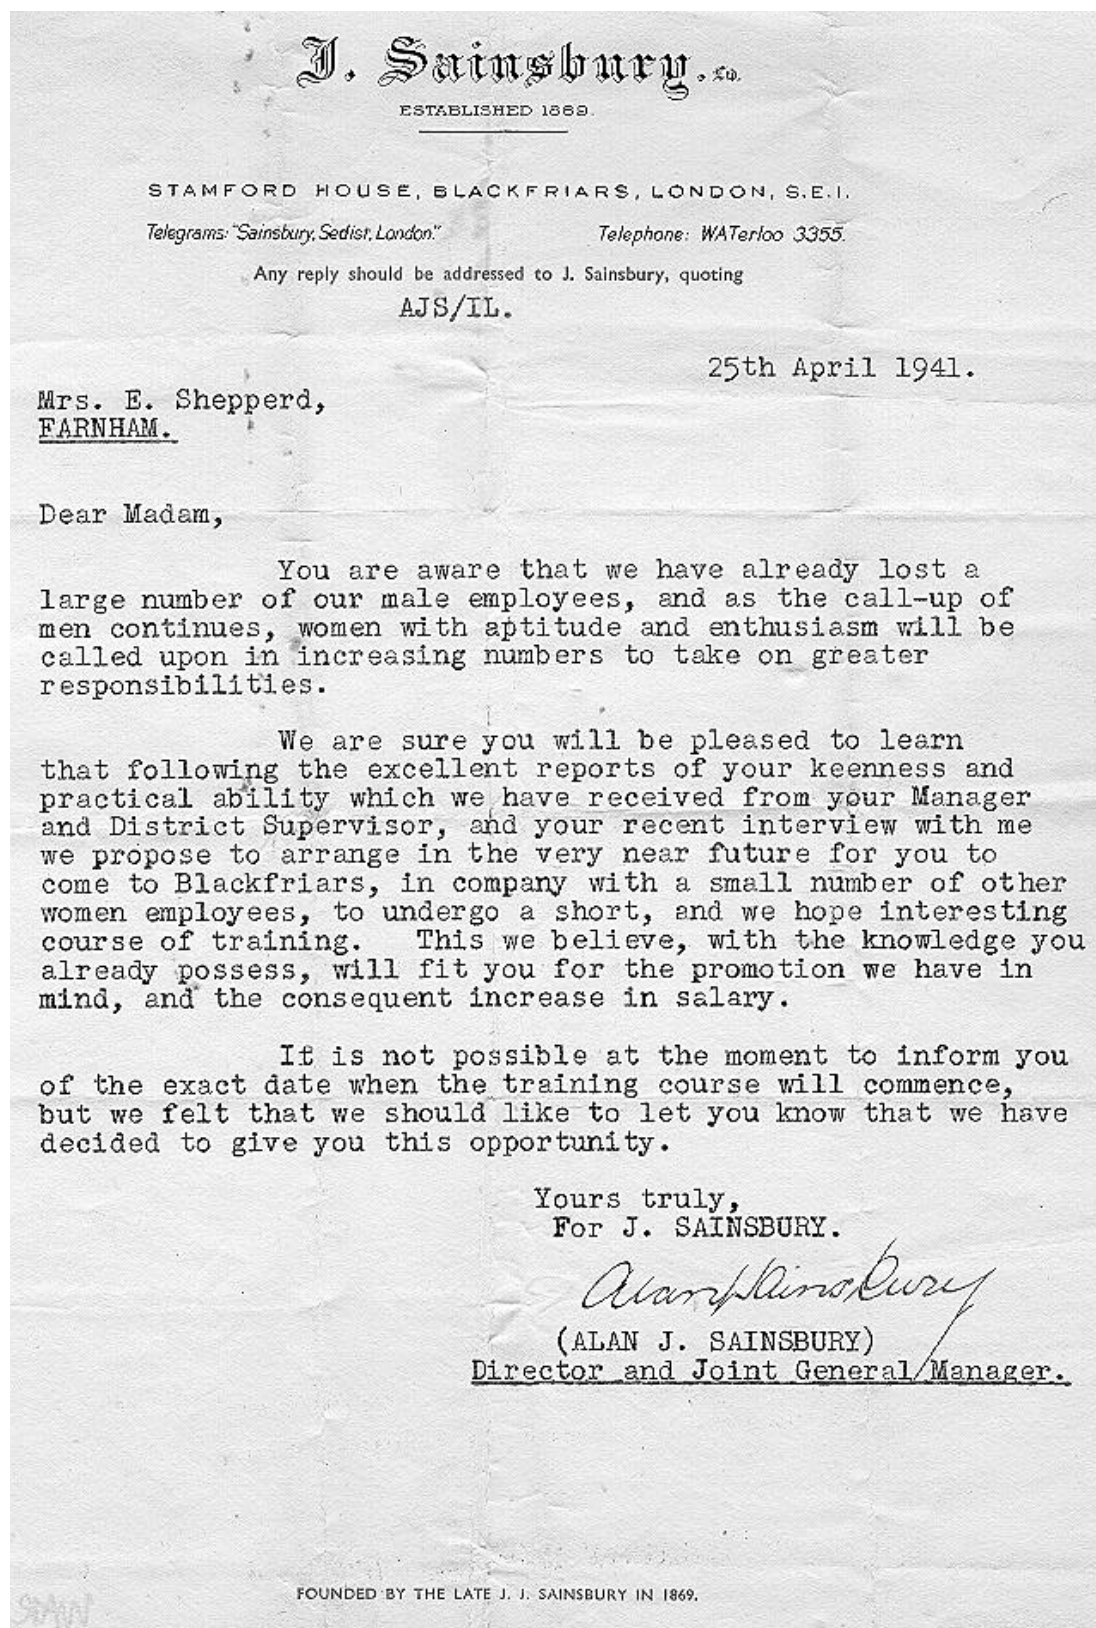 J. Sainsbury. Ld.
ESTABLISHED 1869.
STAMFORD HOUSE, BLACKFRIARS, LONDON, S.E.1.
Telegrams: "Sainsbury, Sedist, London." Telephone: WATerloo 3355.
Any reply should be addressed to J. Sainsbury, quoting
AJS/IL.
25th April 1941.
Mrs. E. Shepperd,
FARNHAM.
Dear Madam,
You are aware that we have already lost a
large number of our male employees, and as the call-up of
men continues, women with aptitude and enthusiasm will be
called upon in increasing numbers to take on greater
responsibilities.
We are sure you will be pleased to learn
that following the excellent reports of your keenness and
practical ability which we have received from your Manager
and District Supervisor, and your recent interview with me
we propose to arrange in the very near future for you to
come to Blackfriars, in company with a small number of other
women employees, to undergo a short, and we hope interesting
course of training. This we believe, with the knowledge you
already possess, will fit you for the promotion we have in
mind, and the consequent increase in salary.
It is not possible at the moment to inform you
of the exact date when the training course will commence,
but we felt that we should like to let you know that we have
decided to give you this opportunity.
Yours truly,
For J. SAINSBURY.
Alan J Sainsbury
(ALAN J. SAINSBURY)
Director and Joint General Manager.
FOUNDED BY THE LATE J. J. SAINSBURY IN 1869.